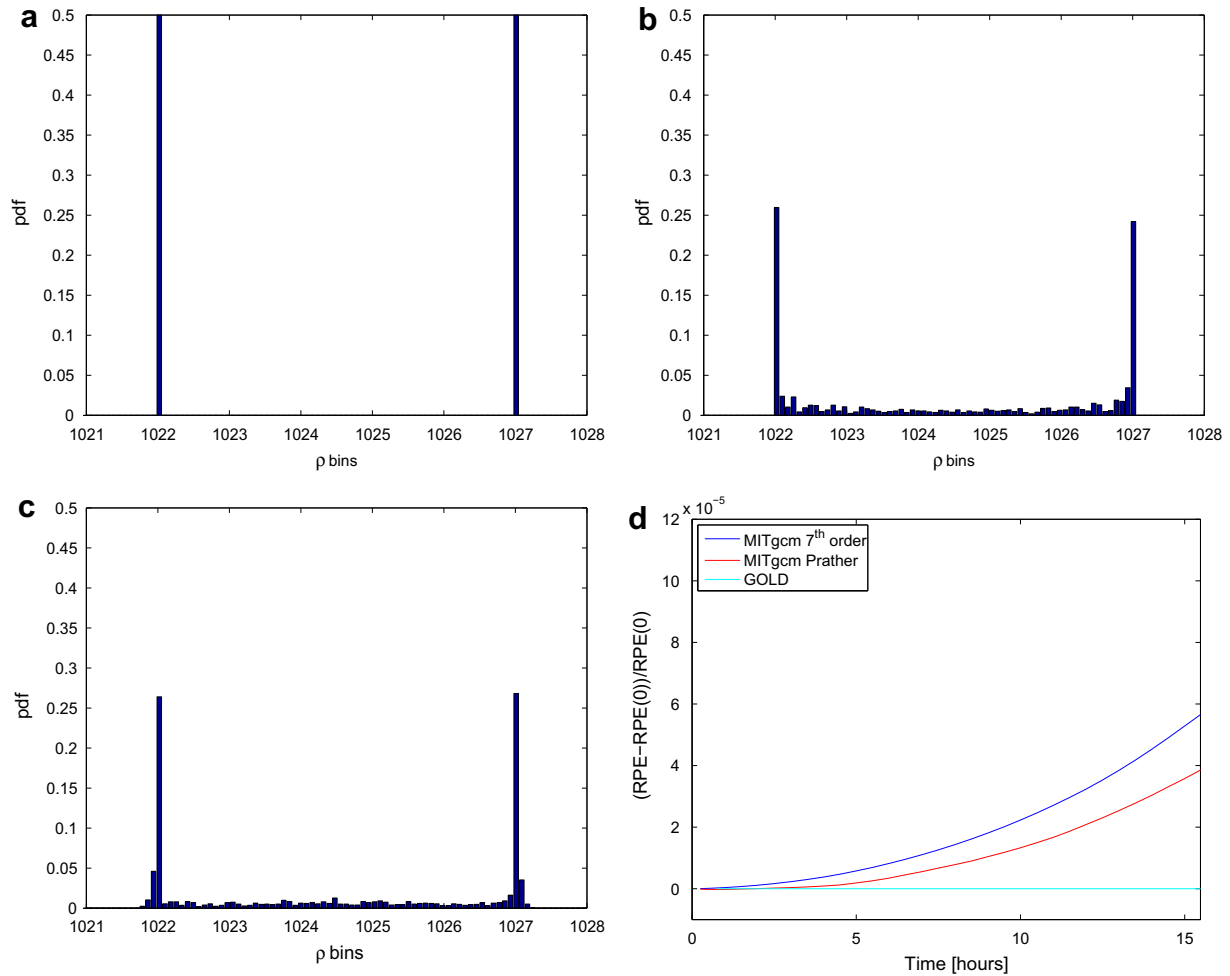 a
0.5
0.45
0.4
0.35
0.3
0.25
0.2
0.15
0.1
0.05
0
pdf
1021 1022 1023 1024 1025 1026 1027 1028
ρ bins
b
0.5
0.45
0.4
0.35
0.3
0.25
0.2
0.15
0.1
0.05
0
pdf
1021 1022 1023 1024 1025 1026 1027 1028
ρ bins
c
0.5
0.45
0.4
0.35
0.3
0.25
0.2
0.15
0.1
0.05
0
pdf
1021 1022 1023 1024 1025 1026 1027 1028
ρ bins
d
x 10⁻⁵
12
10
8
6
4
2
0
(RPE−RPE(0))/RPE(0)
MITgcm 7th order
MITgcm Prather
GOLD
0 5 10 15
Time [hours]